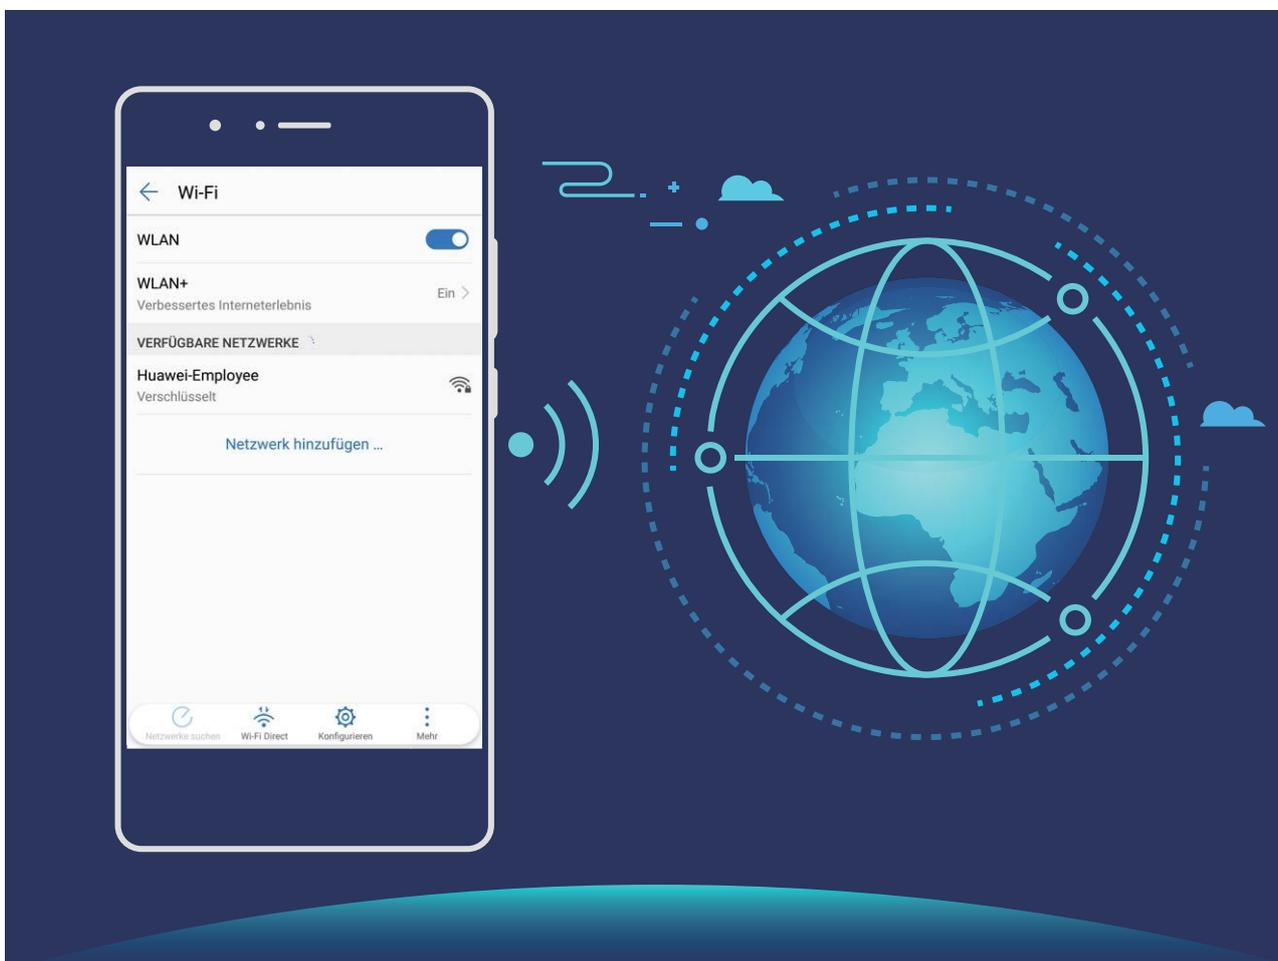 Wi-Fi
WLAN
WLAN+
Verbessertes Interneterlebnis
Ein
VERFÜGBARE NETZWERKE
Huawei-Employee
Verschlüsselt
Netzwerk hinzufügen ...
Netzwerke suchen
Wi-Fi Direct
Konfigurieren
Mehr